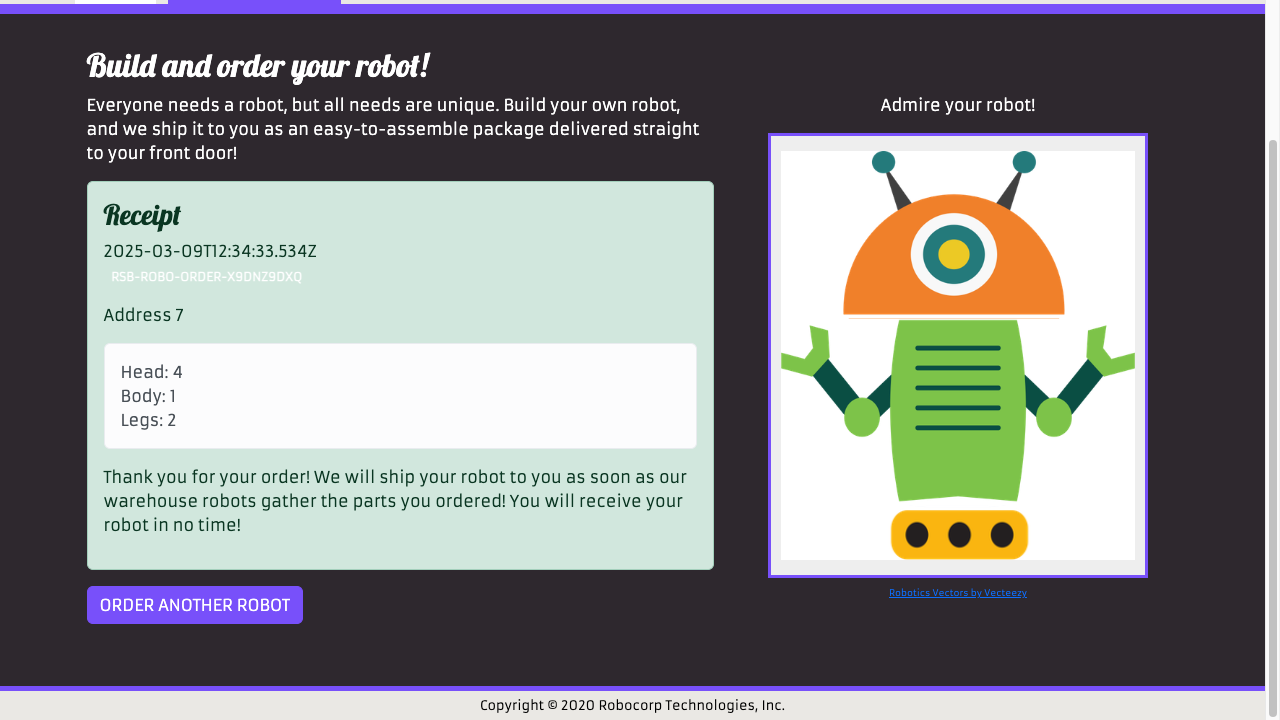 Build and order your robot!
Everyone needs a robot, but all needs are unique. Build your own robot,
and we ship it to you as an easy-to-assemble package delivered straight
to your front door!
Receipt
2025-03-09T12:34:33.534Z
RSB-ROBO-ORDER-X9DNZ9DXQ
Address 7
Head: 4
Body: 1
Legs: 2
Thank you for your order! We will ship your robot to you as soon as our
warehouse robots gather the parts you ordered! You will receive your
robot in no time!
ORDER ANOTHER ROBOT
Admire your robot!
Robotics Vectors by Vecteezy
Copyright © 2020 Robocorp Technologies, Inc.